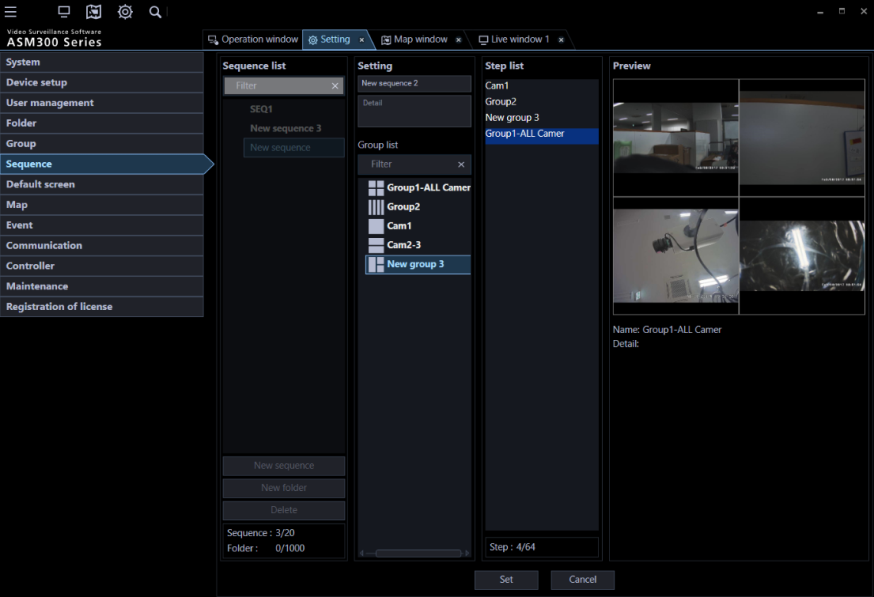 Video Surveillance Software
ASM300 Series
Operation window
Setting
Map window
Live window 1
System
Device setup
User management
Folder
Group
Sequence
Default screen
Map
Event
Communication
Controller
Maintenance
Registration of license
Sequence list
Filter
SEQ1
New sequence 3
New sequence
New sequence
New folder
Delete
Sequence : 3/20
Folder : 0/1000
Setting
New sequence 2
Detail
Group list
Filter
Group1-ALL Camer
Group2
Cam1
Cam2-3
New group 3
Step list
Cam1
Group2
New group 3
Group1-ALL Camer
Step : 4/64
Preview
Name: Group1-ALL Camer
Detail:
Set
Cancel